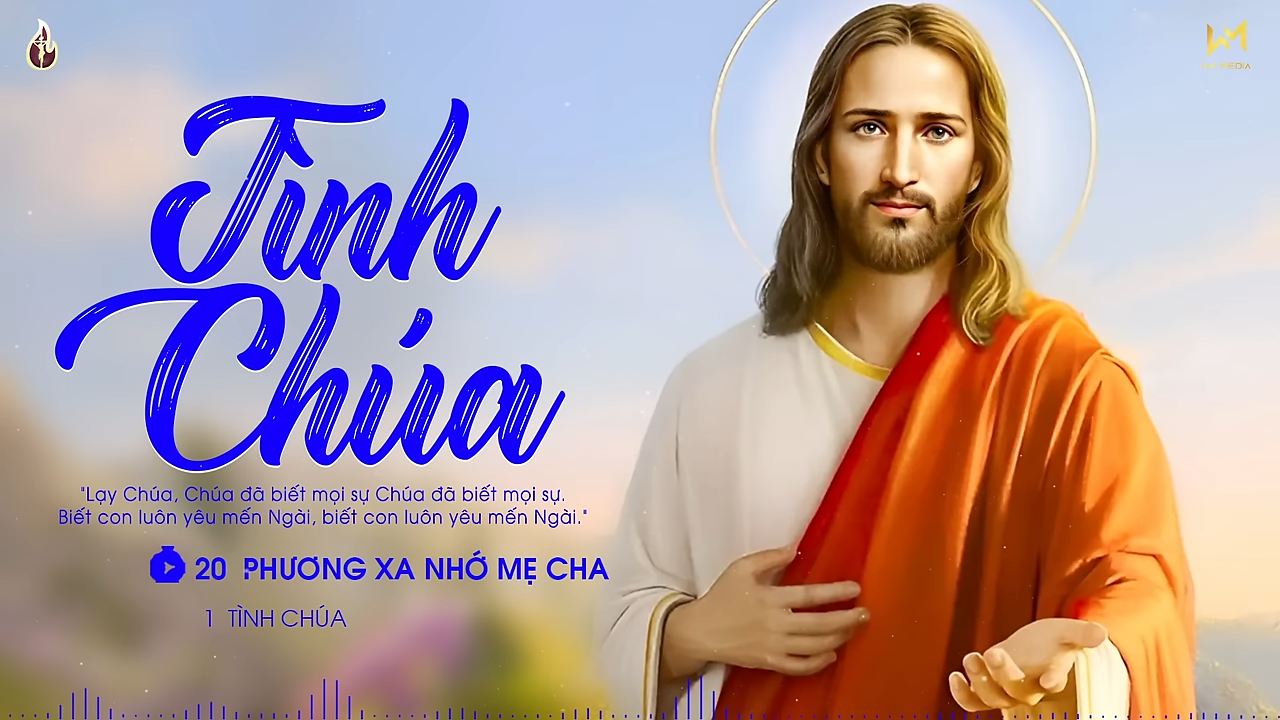 Tình
Chúa
"Lạy Chúa, Chúa đã biết mọi sự Chúa đã biết mọi sự.
Biết con luôn yêu mến Ngài, biết con luôn yêu mến Ngài."
20 PHƯƠNG XA NHỚ MẸ CHA
1 TÌNH CHÚA